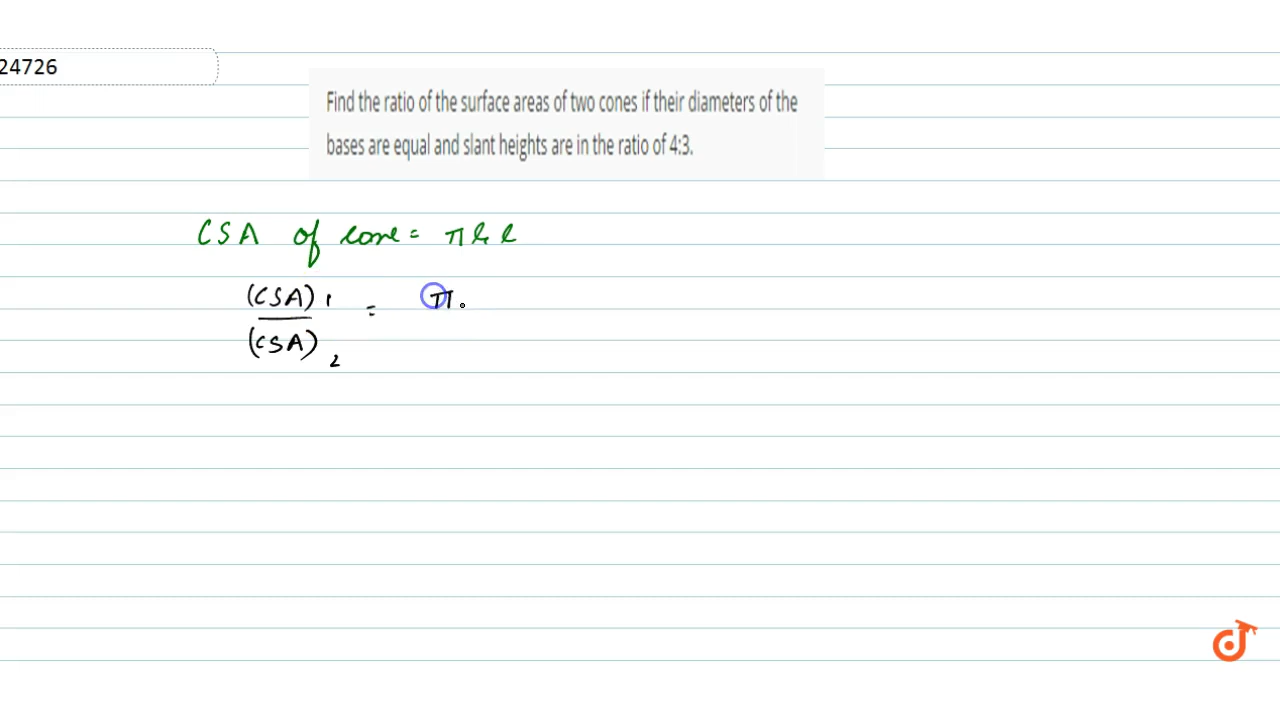 24726
Find the ratio of the surface areas of two cones if their diameters of the
bases are equal and slant heights are in the ratio of 4:3.
CSA of cone = πrl
(CSA)1 = π
(CSA)2